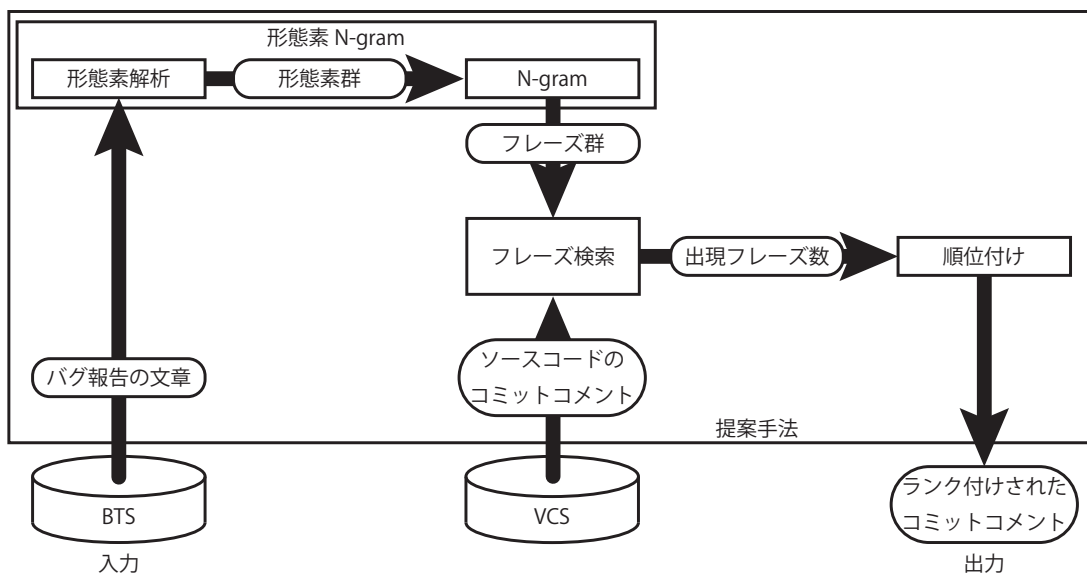 形態素 N-gram
形態素解析
形態素群
N-gram
フレーズ群
フレーズ検索
出現フレーズ数
順位付け
バグ報告の文章
ソースコードの
コミットコメント
提案手法
BTS
VCS
ランク付けされた
コミットコメント
入力
出力